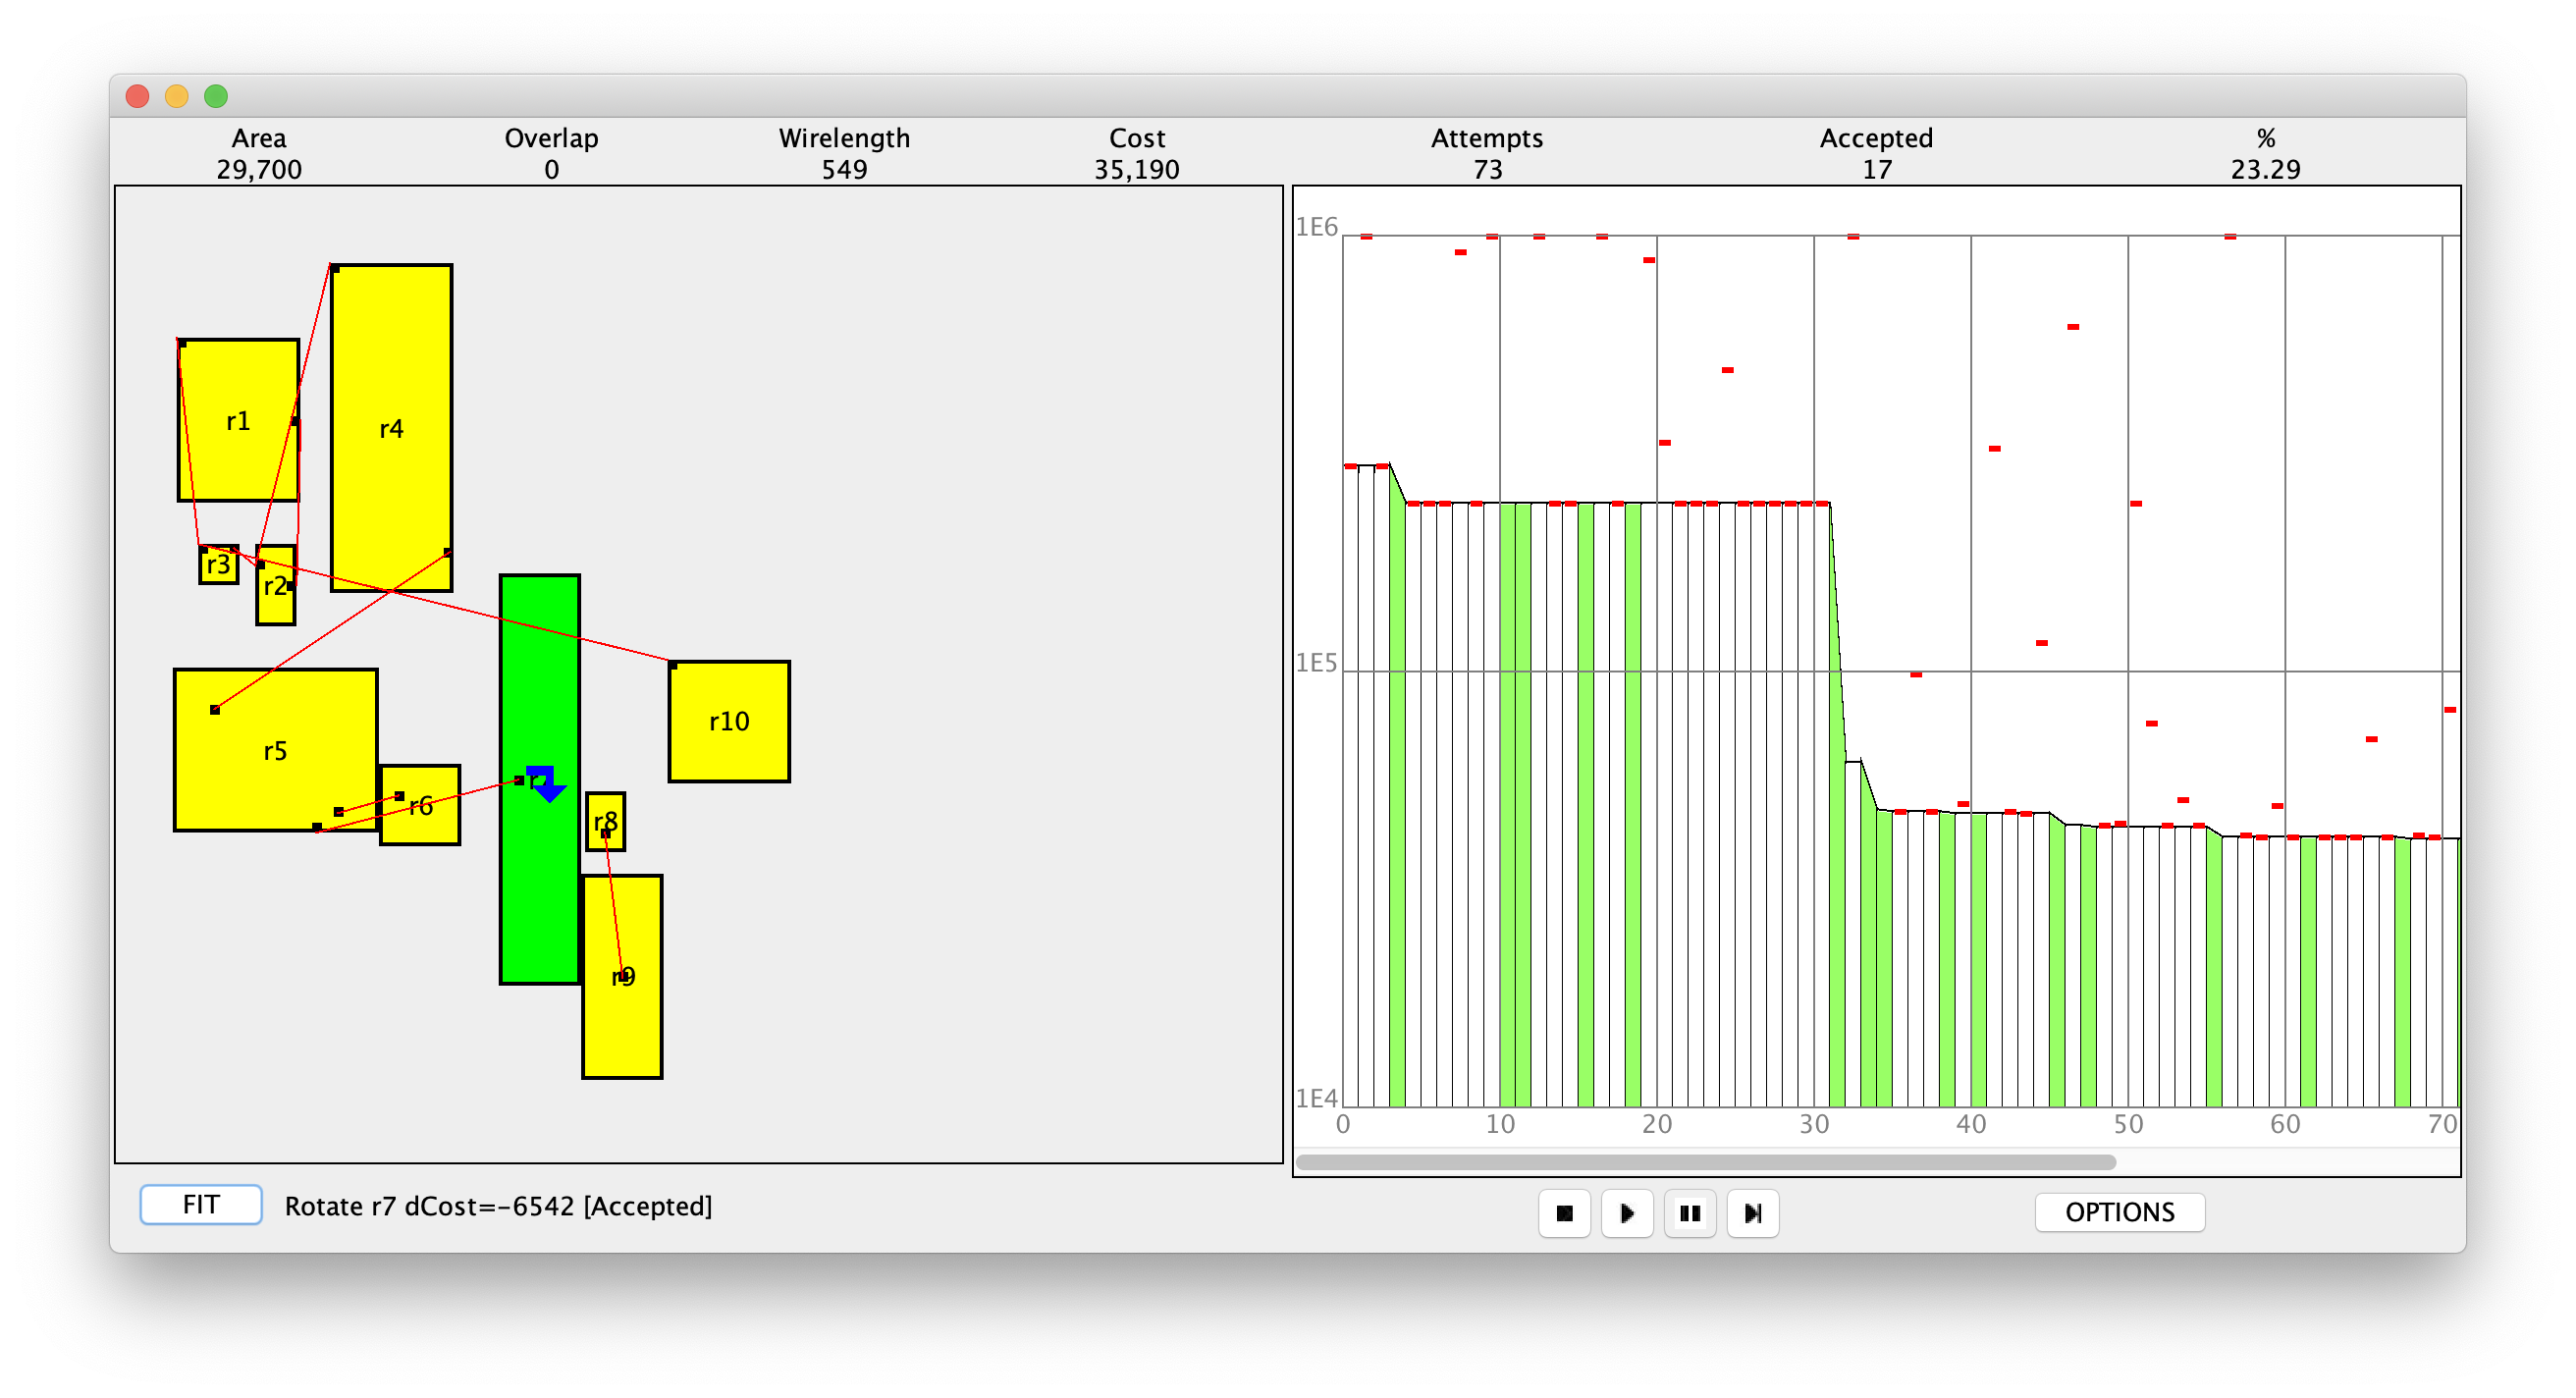 Area Overlap Wirelength Cost Attempts Accepted %
29,700 0 549 35,190 73 17 23.29
r1
r4
r3
r2
r5
r6
r10
r8
r9
1E6
1E5
1E4
0 10 20 30 40 50 60 70
FIT Rotate r7 dCost=-6542 [Accepted] OPTIONS